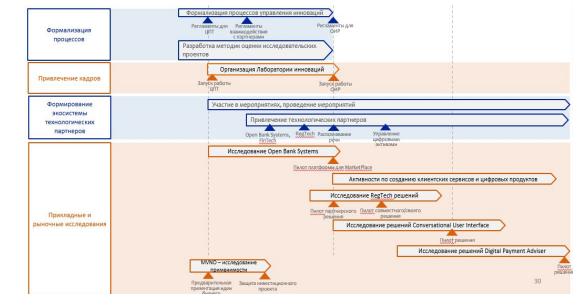 Формализация процессов
Формализация процессов управления инноваций
Регламенты для ЦПТ
Регламенты взаимодействия с партнерами
Регламенты для ОИР
Разработка методик оценки исследовательских проектов
Привлечение кадров
Организация Лаборатории инноваций
Запуск работы ЦПТ
Запуск работы ОИР
Формирование экосистемы технологических партнеров
Участие в мероприятиях, проведение мероприятий
Привлечение технологических партнеров
Open Bank Systems, FinTech
RegTech
Распознавание речи
Управление цифровыми активами
Прикладные и рыночные исследования
Исследование Open Bank Systems
Пилот платформы для MarketPlace
Активности по созданию клиентских сервисов и цифровых продуктов
Исследование RegTech решений
Пилот партнерского решения
Пилот совместного/своего решения
Исследование решений Conversational User Interface
Пилот решения
Исследование решений Digital Payment Adviser
Пилот решения
MVNO – исследование применимости
Предварительная презентация идеи
Защита инвестиционного проекта
30